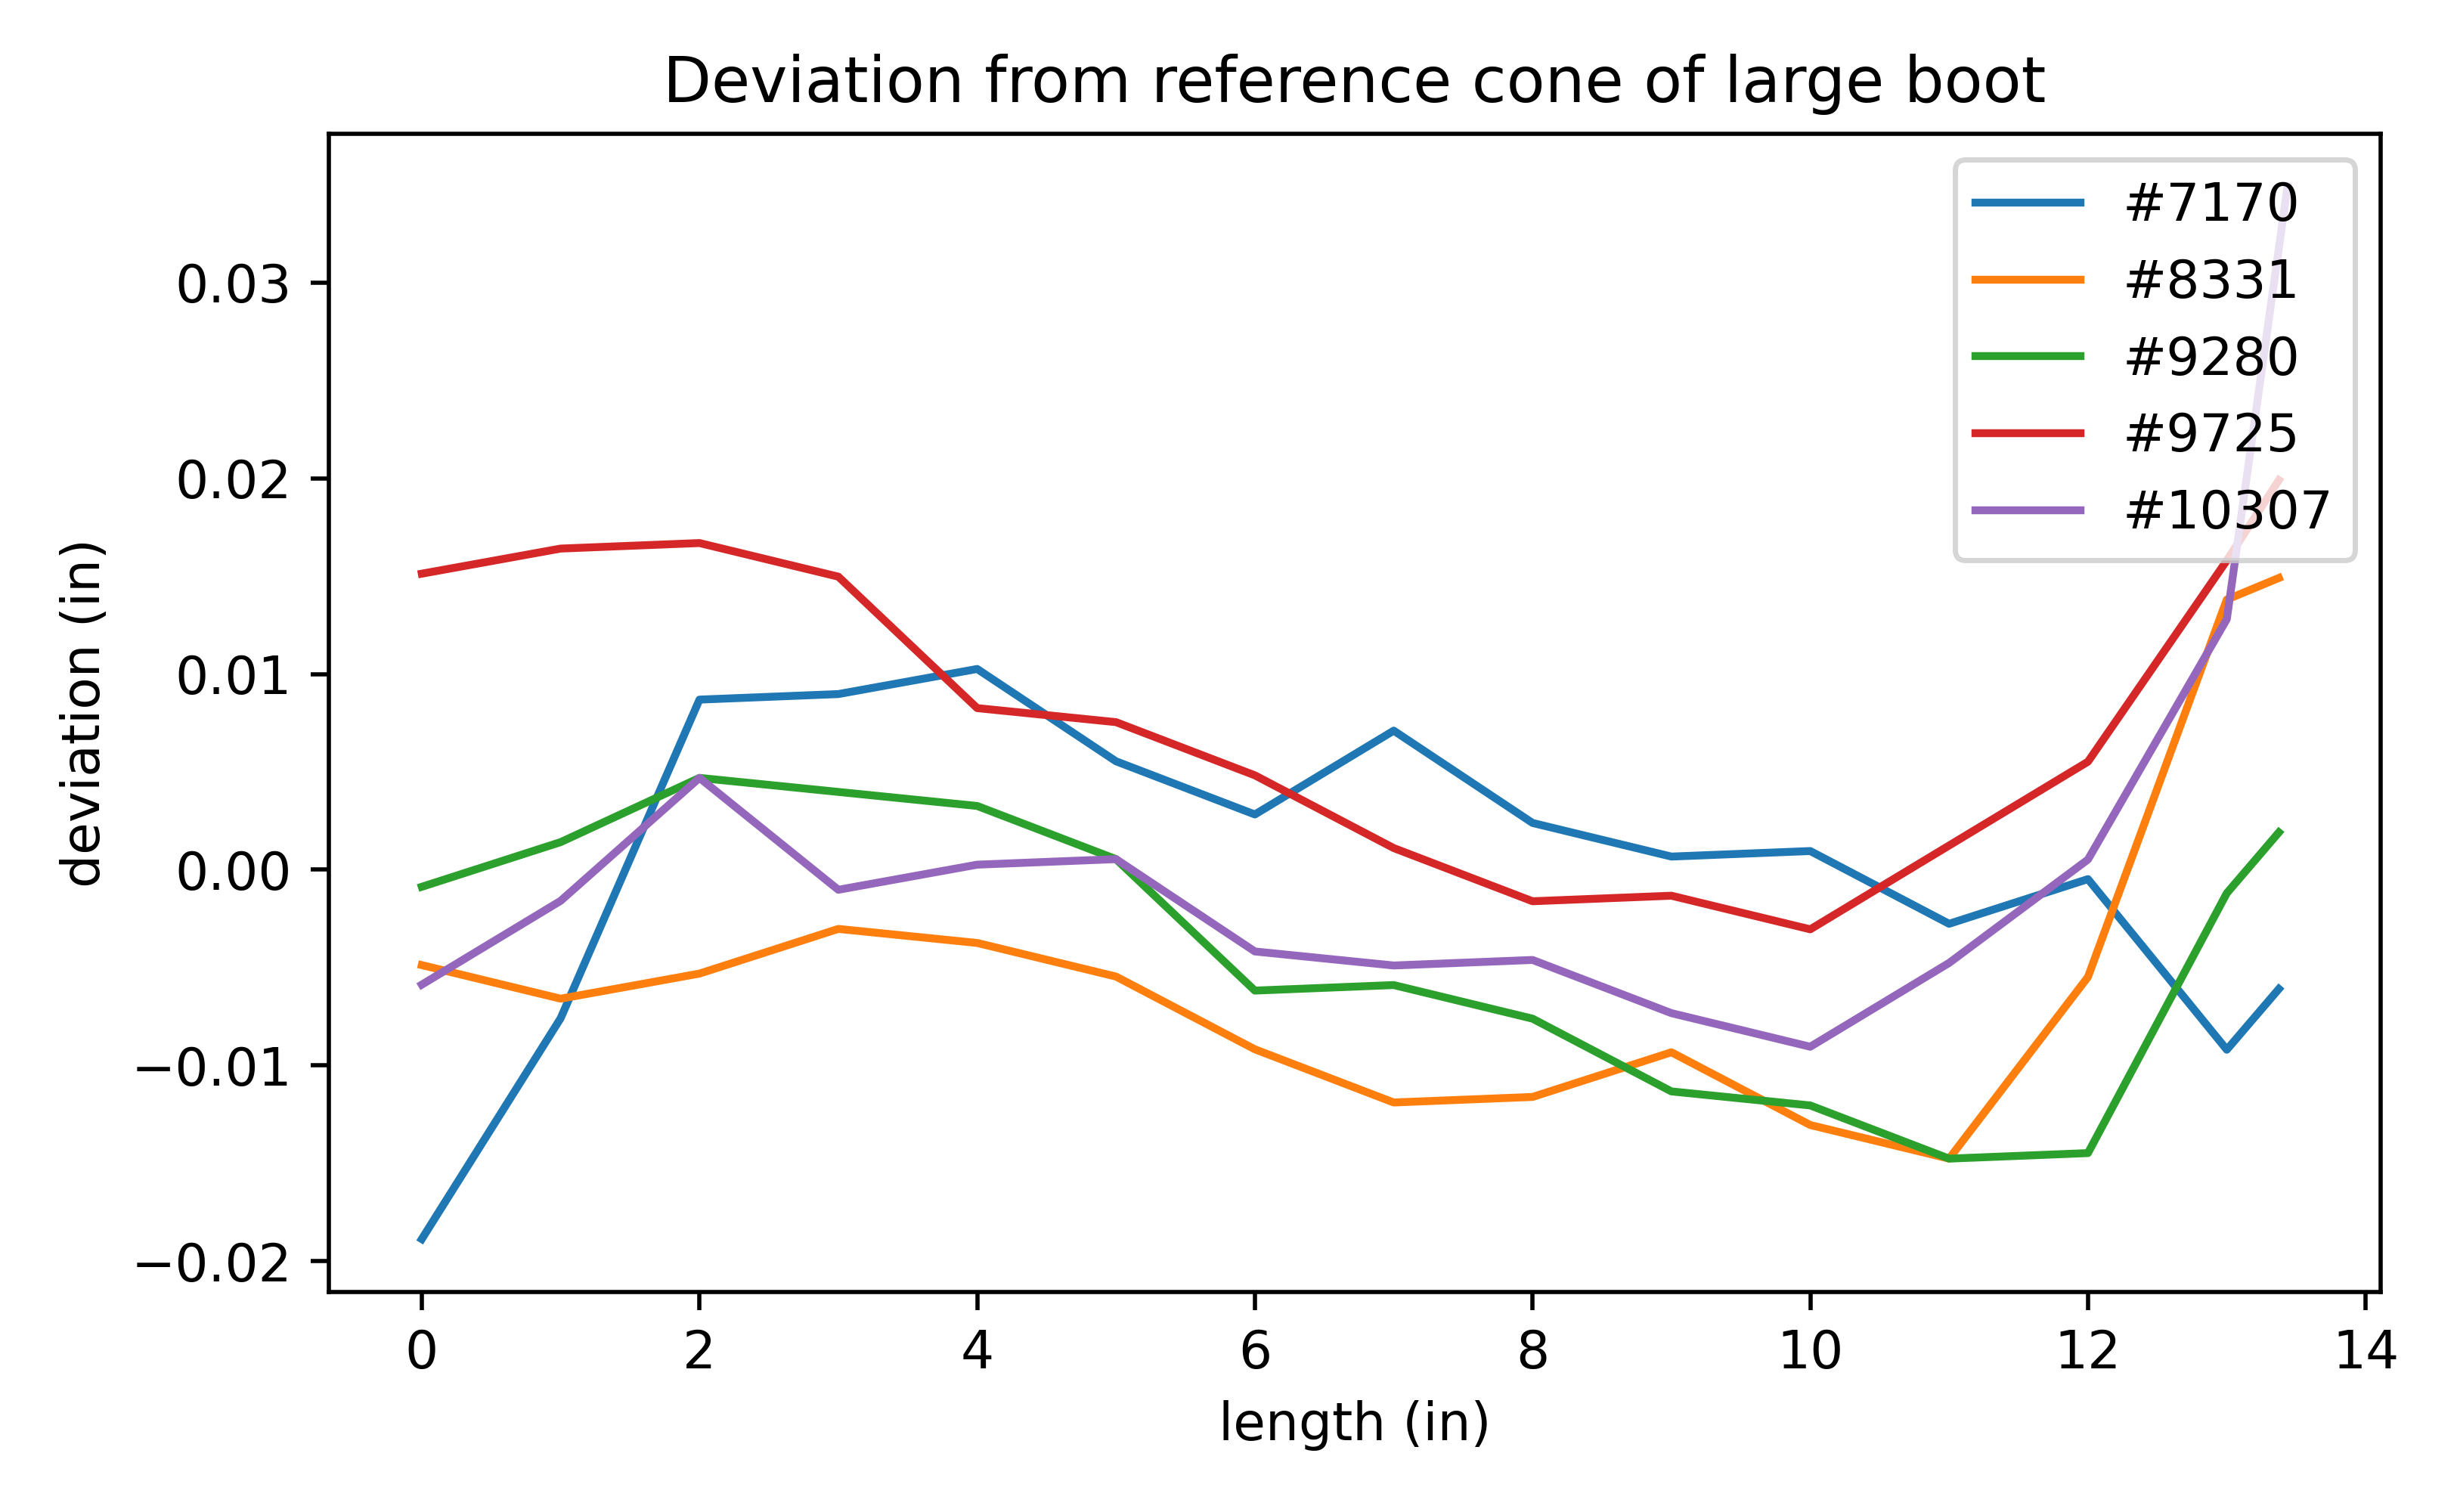 Deviation from reference cone of large boot
#7170
#8331
#9280
#9725
#10307
deviation (in)
0.03
0.02
0.01
0.00
−0.01
−0.02
0 2 4 6 8 10 12 14
length (in)